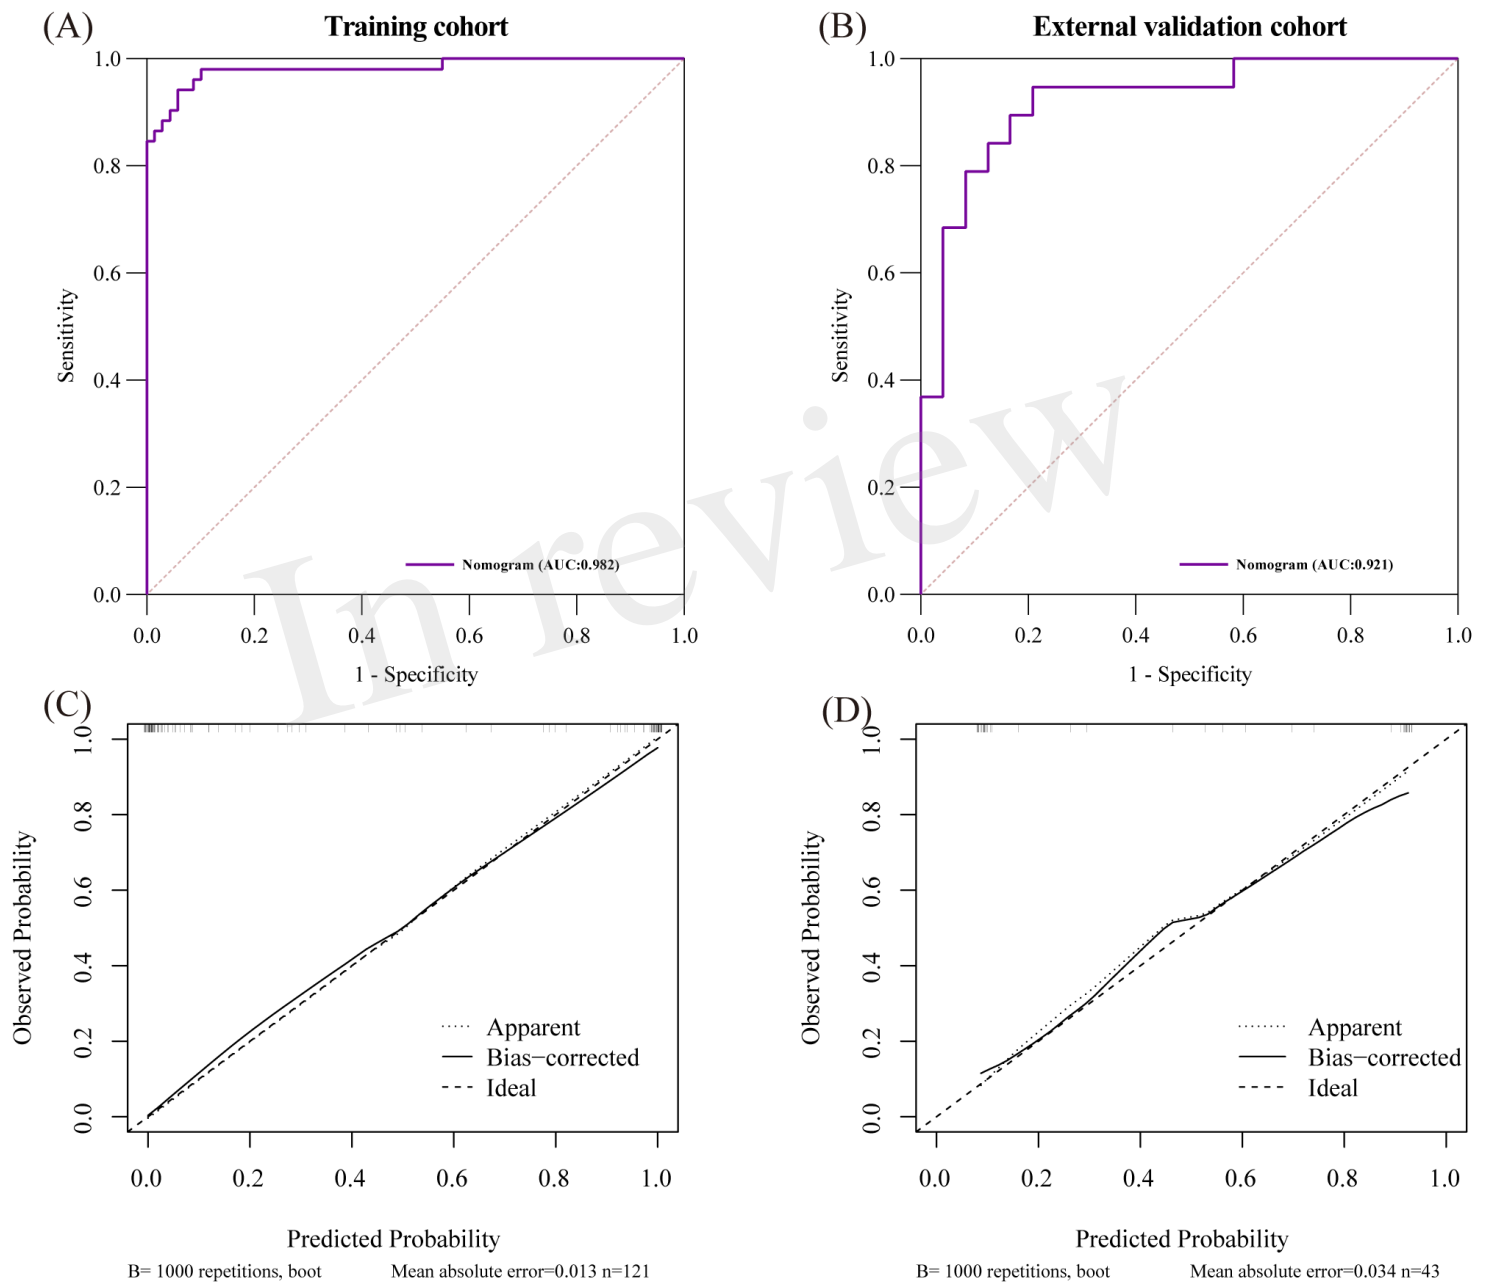 (A) Training cohort
1.0
0.8
0.6
0.4
0.2
0.0
Sensitivity
Nomogram (AUC:0.982)
0.0 0.2 0.4 0.6 0.8 1.0
1 - Specificity
(B) External validation cohort
1.0
0.8
0.6
0.4
0.2
0.0
Sensitivity
Nomogram (AUC:0.921)
0.0 0.2 0.4 0.6 0.8 1.0
1 - Specificity
In review
(C)
1.0
0.8
0.6
0.4
0.2
0.0
Observed Probability
Apparent
Bias−corrected
Ideal
0.0 0.2 0.4 0.6 0.8 1.0
Predicted Probability
B= 1000 repetitions, boot Mean absolute error=0.013 n=121
(D)
1.0
0.8
0.6
0.4
0.2
0.0
Observed Probability
Apparent
Bias−corrected
Ideal
0.0 0.2 0.4 0.6 0.8 1.0
Predicted Probability
B= 1000 repetitions, boot Mean absolute error=0.034 n=43